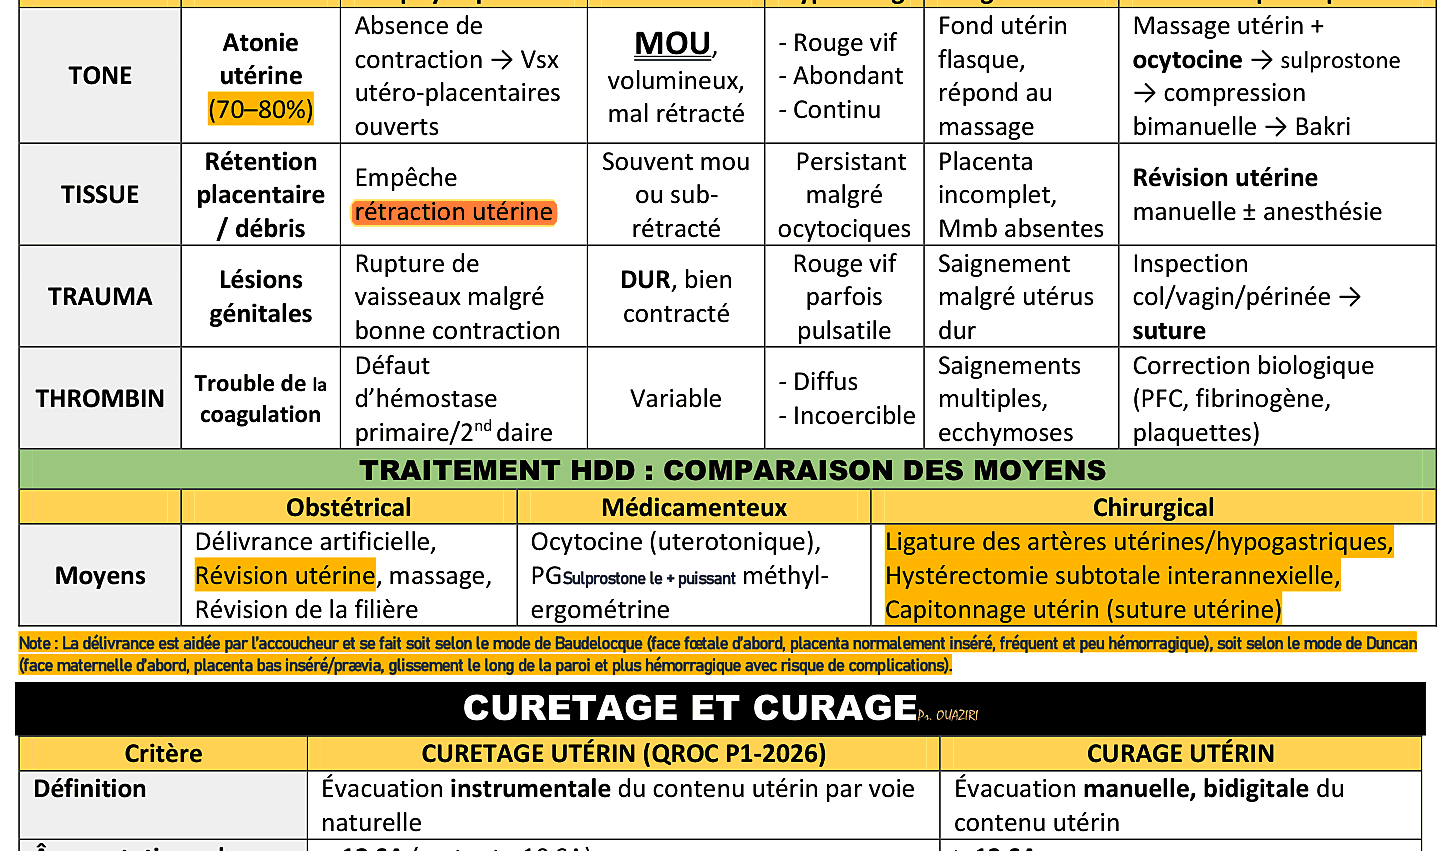 TONE
Atonie
utérine
(70–80%)
Absence de
contraction → Vsx
utéro-placentaires
ouverts
MOU,
volumineux,
mal rétracté
- Rouge vif
- Abondant
- Continu
Fond utérin
flasque,
répond au
massage
Massage utérin +
ocytocine → sulprostone
→ compression
bimanuelle → Bakri
TISSUE
Rétention
placentaire
/ débris
Empêche
rétraction utérine
Souvent mou
ou sub-
rétracté
Persistant
malgré
ocytociques
Placenta
incomplet,
Mmb absentes
Révision utérine
manuelle ± anesthésie
TRAUMA
Lésions
génitales
Rupture de
vaisseaux malgré
bonne contraction
DUR, bien
contracté
Rouge vif
parfois
pulsatile
Saignement
malgré utérus
dur
Inspection
col/vagin/périnée →
suture
THROMBIN
Trouble de la
coagulation
Défaut
d’hémostase
primaire/2nd daire
Variable
- Diffus
- Incoercible
Saignements
multiples,
ecchymoses
Correction biologique
(PFC, fibrinogène,
plaquettes)
TRAITEMENT HDD : COMPARAISON DES MOYENS
Obstétrical
Médicamenteux
Chirurgical
Moyens
Délivrance artificielle,
Révision utérine, massage,
Révision de la filière
Ocytocine (uterotonique),
PGSulprostone le + puissant méthyl-
ergométrine
Ligature des artères utérines/hypogastriques,
Hystérectomie subtotale interannexielle,
Capitonnage utérin (suture utérine)
Note : La délivrance est aidée par l’accoucheur et se fait soit selon le mode de Baudelocque (face fœtale d’abord, placenta normalement inséré, fréquent et peu hémorragique), soit selon le mode de Duncan
(face maternelle d’abord, placenta bas inséré/prævia, glissement le long de la paroi et plus hémorragique avec risque de complications).
CURETAGE ET CURAGE Pr. OUAZIRI
Critère
CURETAGE UTÉRIN (QROC P1-2026)
CURAGE UTÉRIN
Définition
Évacuation instrumentale du contenu utérin par voie
naturelle
Évacuation manuelle, bidigitale du
contenu utérin